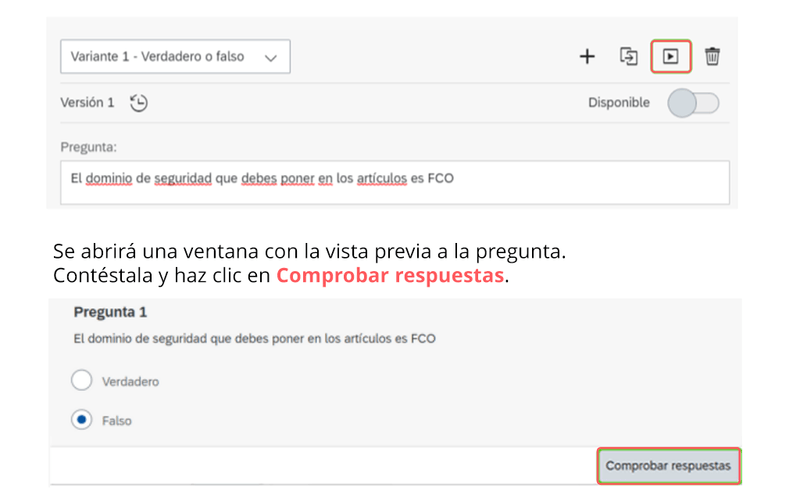 Variante 1 - Verdadero o falso
Versión 1
Disponible
Pregunta:
El dominio de seguridad que debes poner en los artículos es FCO
Se abrirá una ventana con la vista previa a la pregunta.
Contéstala y haz clic en Comprobar respuestas.
Pregunta 1
El dominio de seguridad que debes poner en los artículos es FCO
Verdadero
Falso
Comprobar respuestas